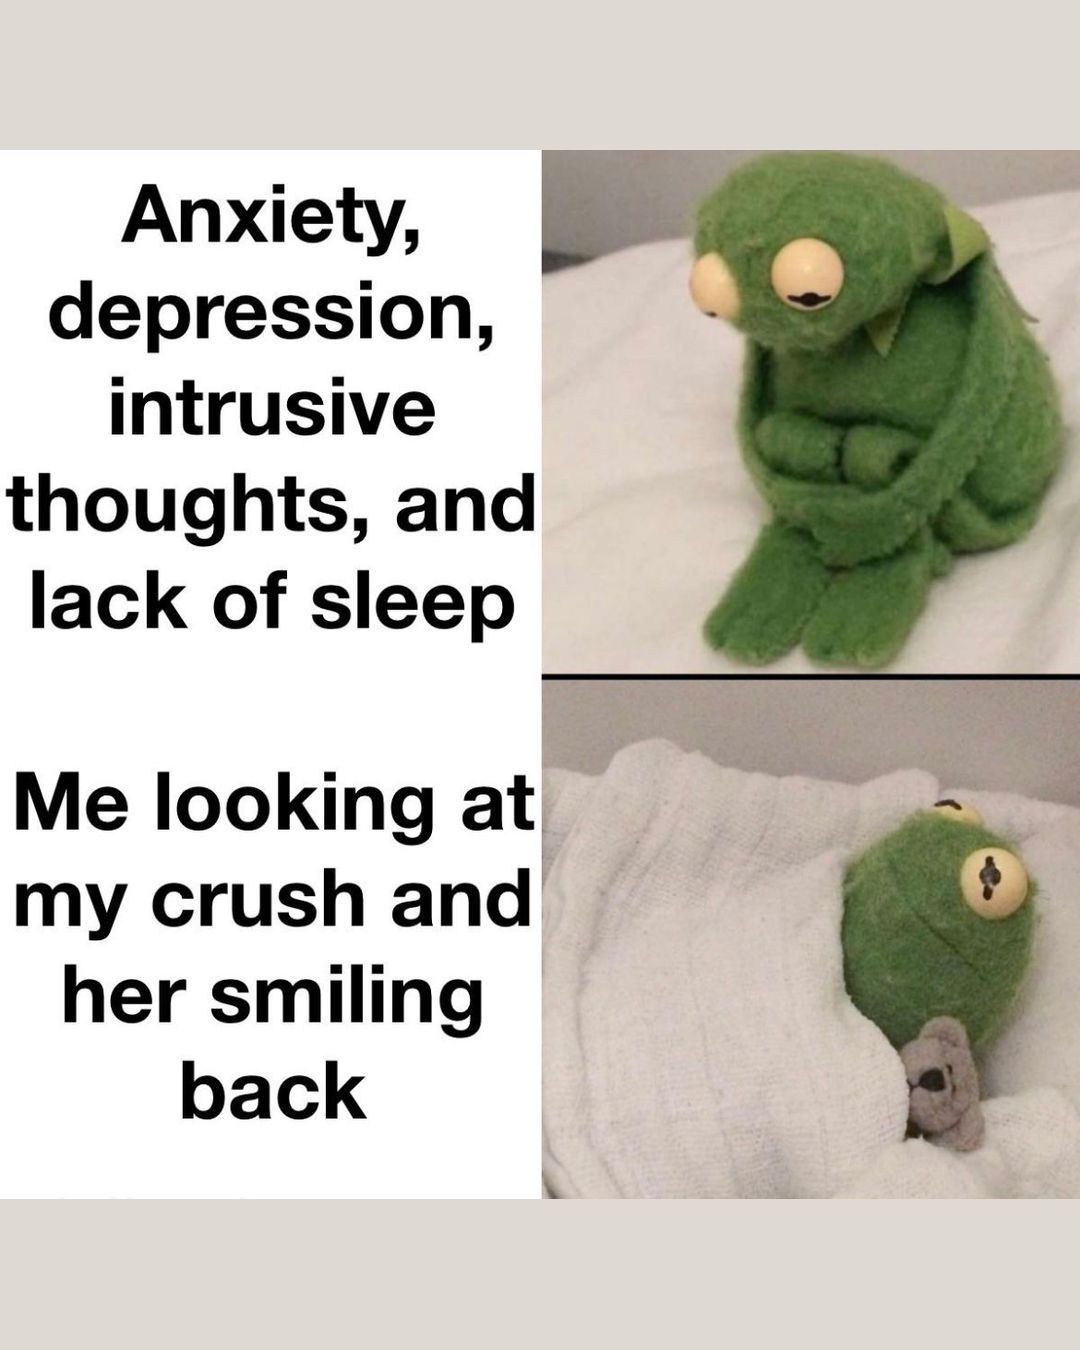 Anxiety,
depression,
intrusive
thoughts, and
lack of sleep
Me looking at
my crush and
her smiling
back